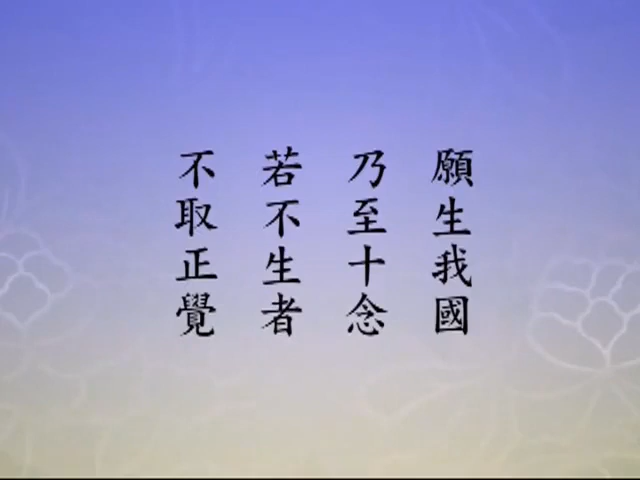 願生我國
乃至十念
若不生者
不取正覺